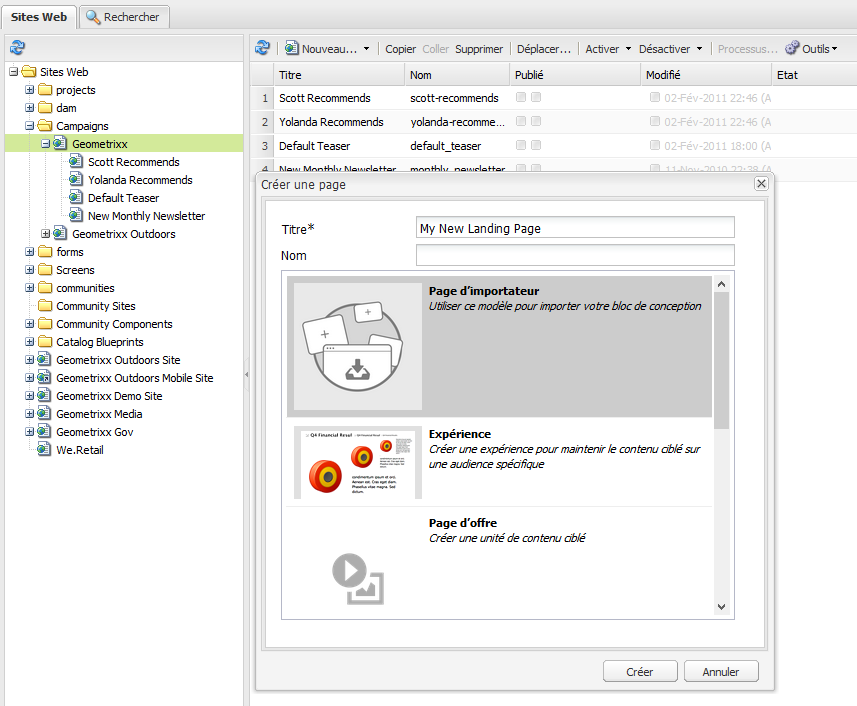 Sites Web
Rechercher
Nouveau...
Copier
Coller
Supprimer
Déplacer...
Activer
Désactiver
Processus...
Outils
Sites Web
projects
dam
Campaigns
Geometrixx
Scott Recommends
Yolanda Recommends
Default Teaser
New Monthly Newsletter
Geometrixx Outdoors
forms
Screens
communities
Community Sites
Community Components
Catalog Blueprints
Geometrixx Outdoors Site
Geometrixx Outdoors Mobile Site
Geometrixx Demo Site
Geometrixx Media
Geometrixx Gov
We.Retail
Titre Nom Publié Modifié Etat
1 Scott Recommends scott-recommends 02-Fév-2011 22:46 (A
2 Yolanda Recommends yolanda-recomme... 02-Fév-2011 22:46 (A
3 Default Teaser default_teaser 02-Fév-2011 18:00 (A
4 New Monthly Newsletter monthly_newsletter 11-Nov-2010 22:38 (A
Créer une page
Titre* My New Landing Page
Nom
Page d'importateur
Utiliser ce modèle pour importer votre bloc de conception
Q4 Financial Resul
condimentum ipsum et orci.
Aenean est. Cras eget diam.
Phasellus vitae magna. Sed
dictum.
Expérience
Créer une expérience pour maintenir le contenu ciblé sur
une audience spécifique
Page d'offre
Créer une unité de contenu ciblé
Créer
Annuler